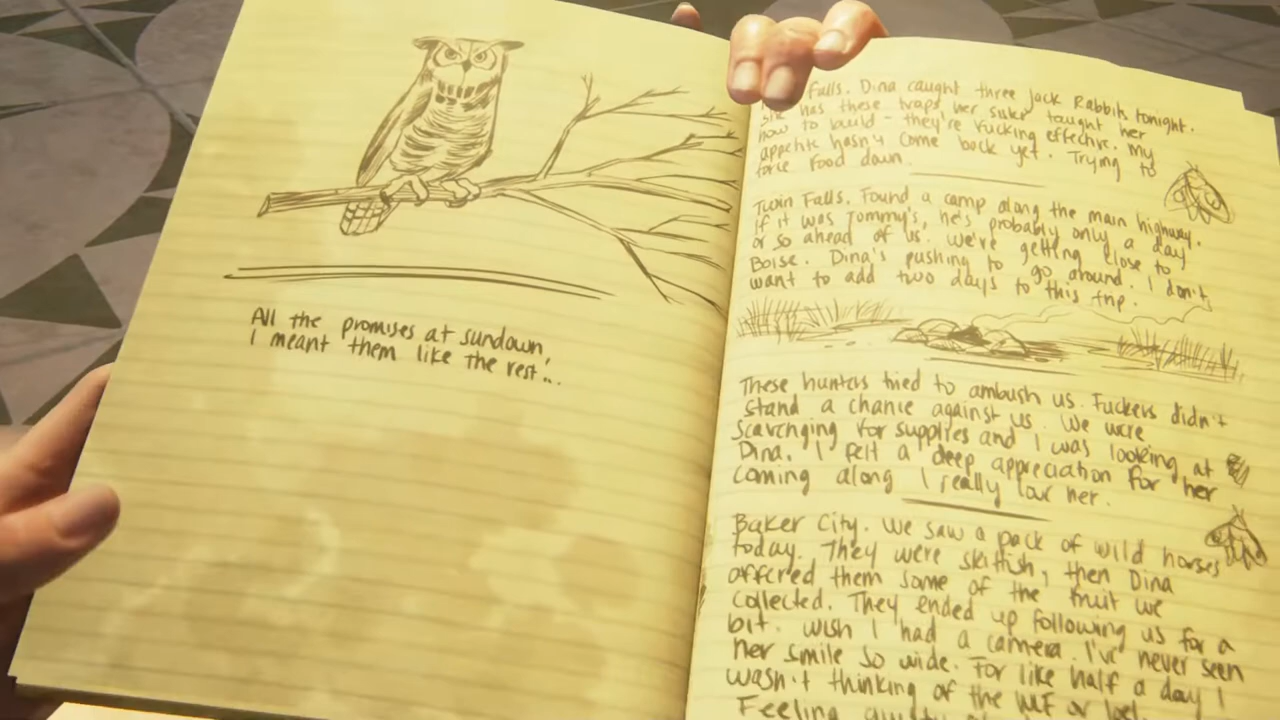 All the promises at sundown,
I meant them like the rest...
Falls. Dina caught three Jack Rabbits tonight.
She has these traps her sister taught her
how to build - they're fucking effective. My
appetite hasn't come back yet. Trying to
force food down.
Twin Falls. Found a camp along the main highway.
If it was Tommy's, he's probably only a day
or so ahead of us. We're getting close to
Boise. Dina's pushing to go around. I don't
want to add two days to this trip.
These hunters tried to ambush us. Fuckers didn't
stand a chance against us. We were
scavenging for supplies and I was looking at
Dina. I felt a deep appreciation for her
coming along. I really love her.
Baker City. We saw a pack of wild horses
today. They were skittish, then Dina
offered them some of the fruit we
collected. They ended up following us for a
bit. Wish I had a camera. I've never seen
her smile so wide. For like half a day I
wasn't thinking of the WLF or Joel.
Feeling guilty